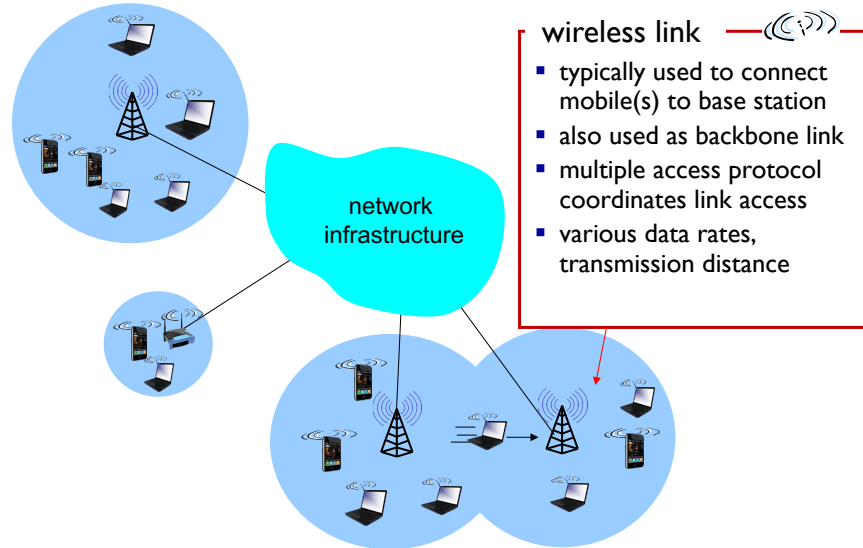 wireless link
▪ typically used to connect
mobile(s) to base station
▪ also used as backbone link
▪ multiple access protocol
coordinates link access
▪ various data rates,
transmission distance
network
infrastructure